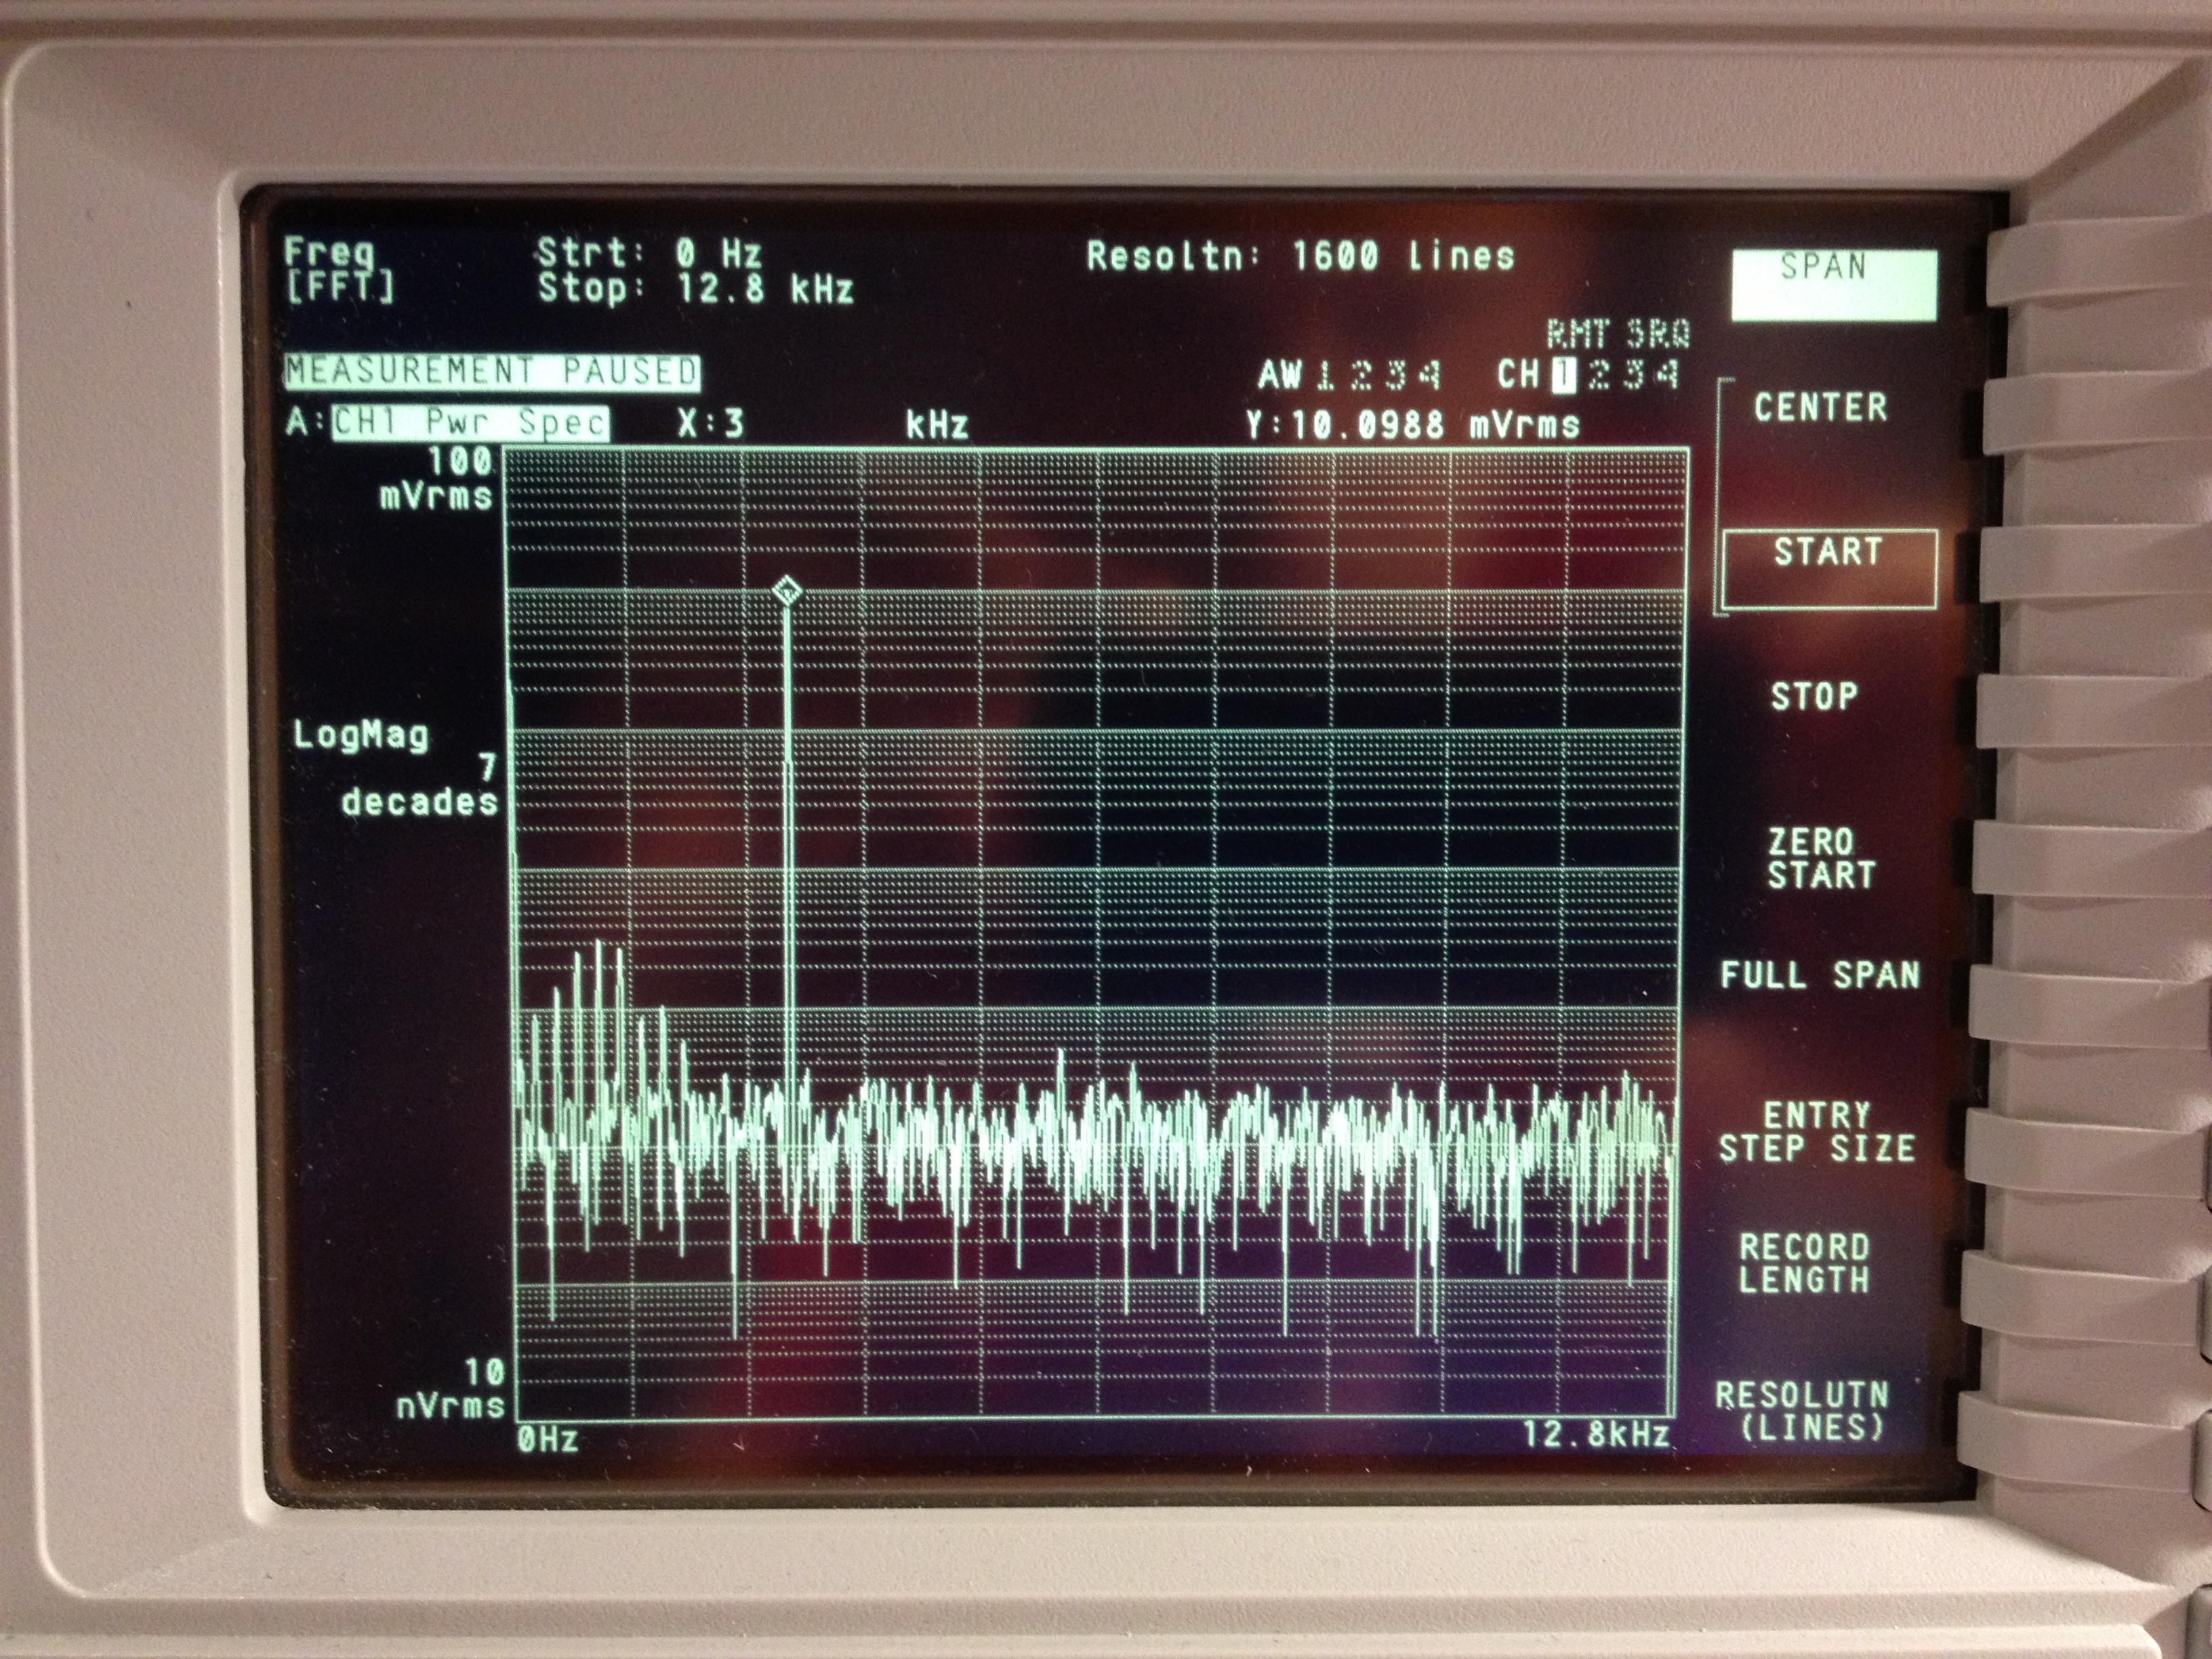 Freq Strt: 0 Hz Resoltn: 1600 lines
[FFT] Stop: 12.8 kHz
RMT SRQ
MEASUREMENT PAUSED AW 1 2 3 4 CH 1 2 3 4
A: CH1 Pwr Spec X:3 kHz Y:10.0988 mVrms
100
mVrms
LogMag
7
decades
10
nVrms
0Hz 12.8kHz
SPAN
CENTER
START
STOP
ZERO
START
FULL SPAN
ENTRY
STEP SIZE
RECORD
LENGTH
RESOLUTN
(LINES)